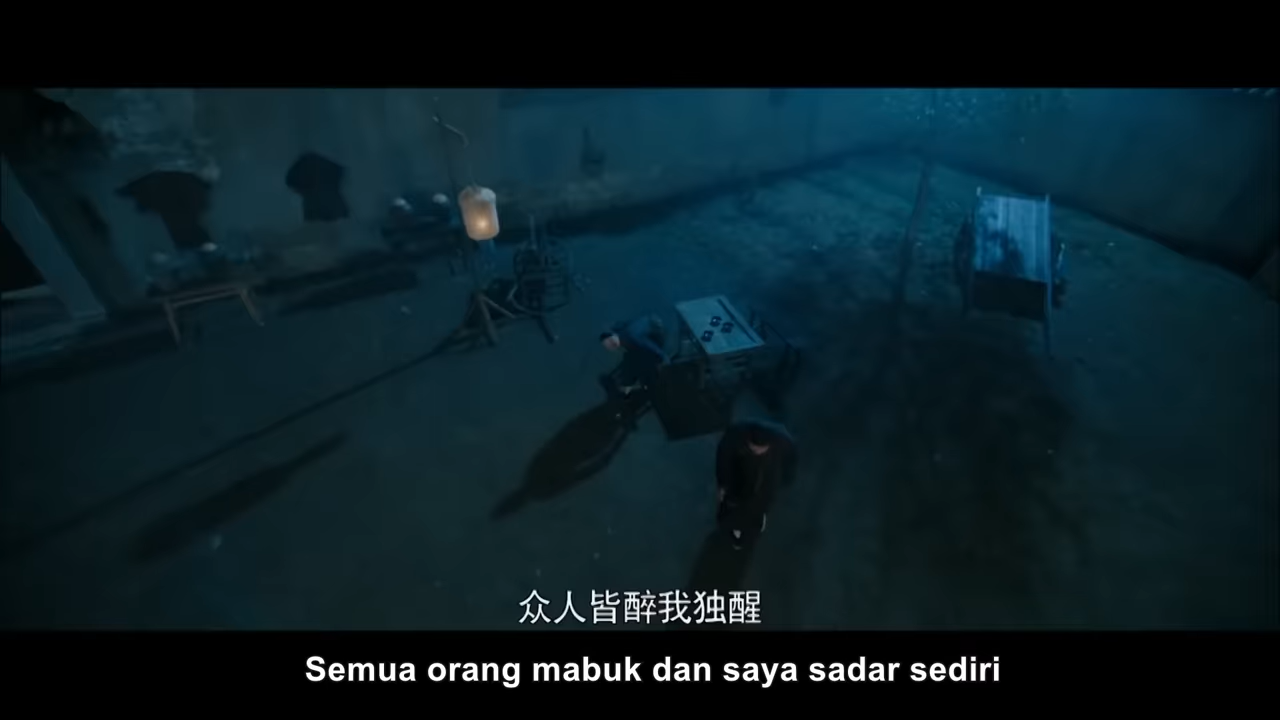 众人皆醉我独醒
Semua orang mabuk dan saya sadar sediri